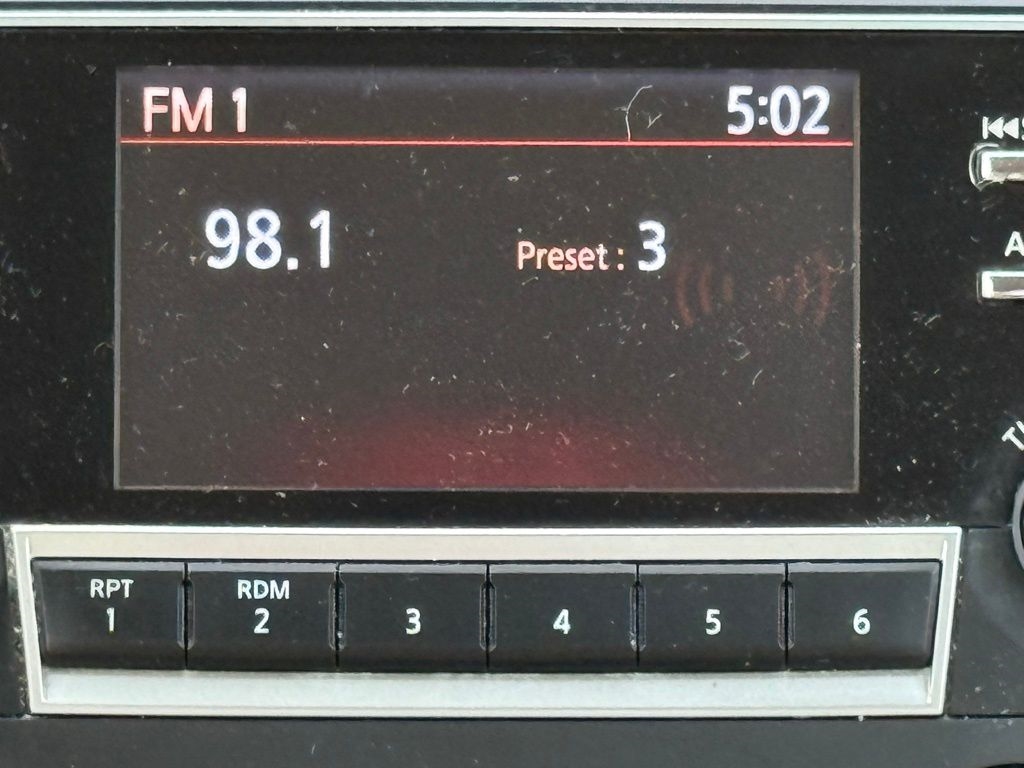 FM 1 5:02
98.1 Preset : 3
RPT RDM
1 2 3 4 5 6